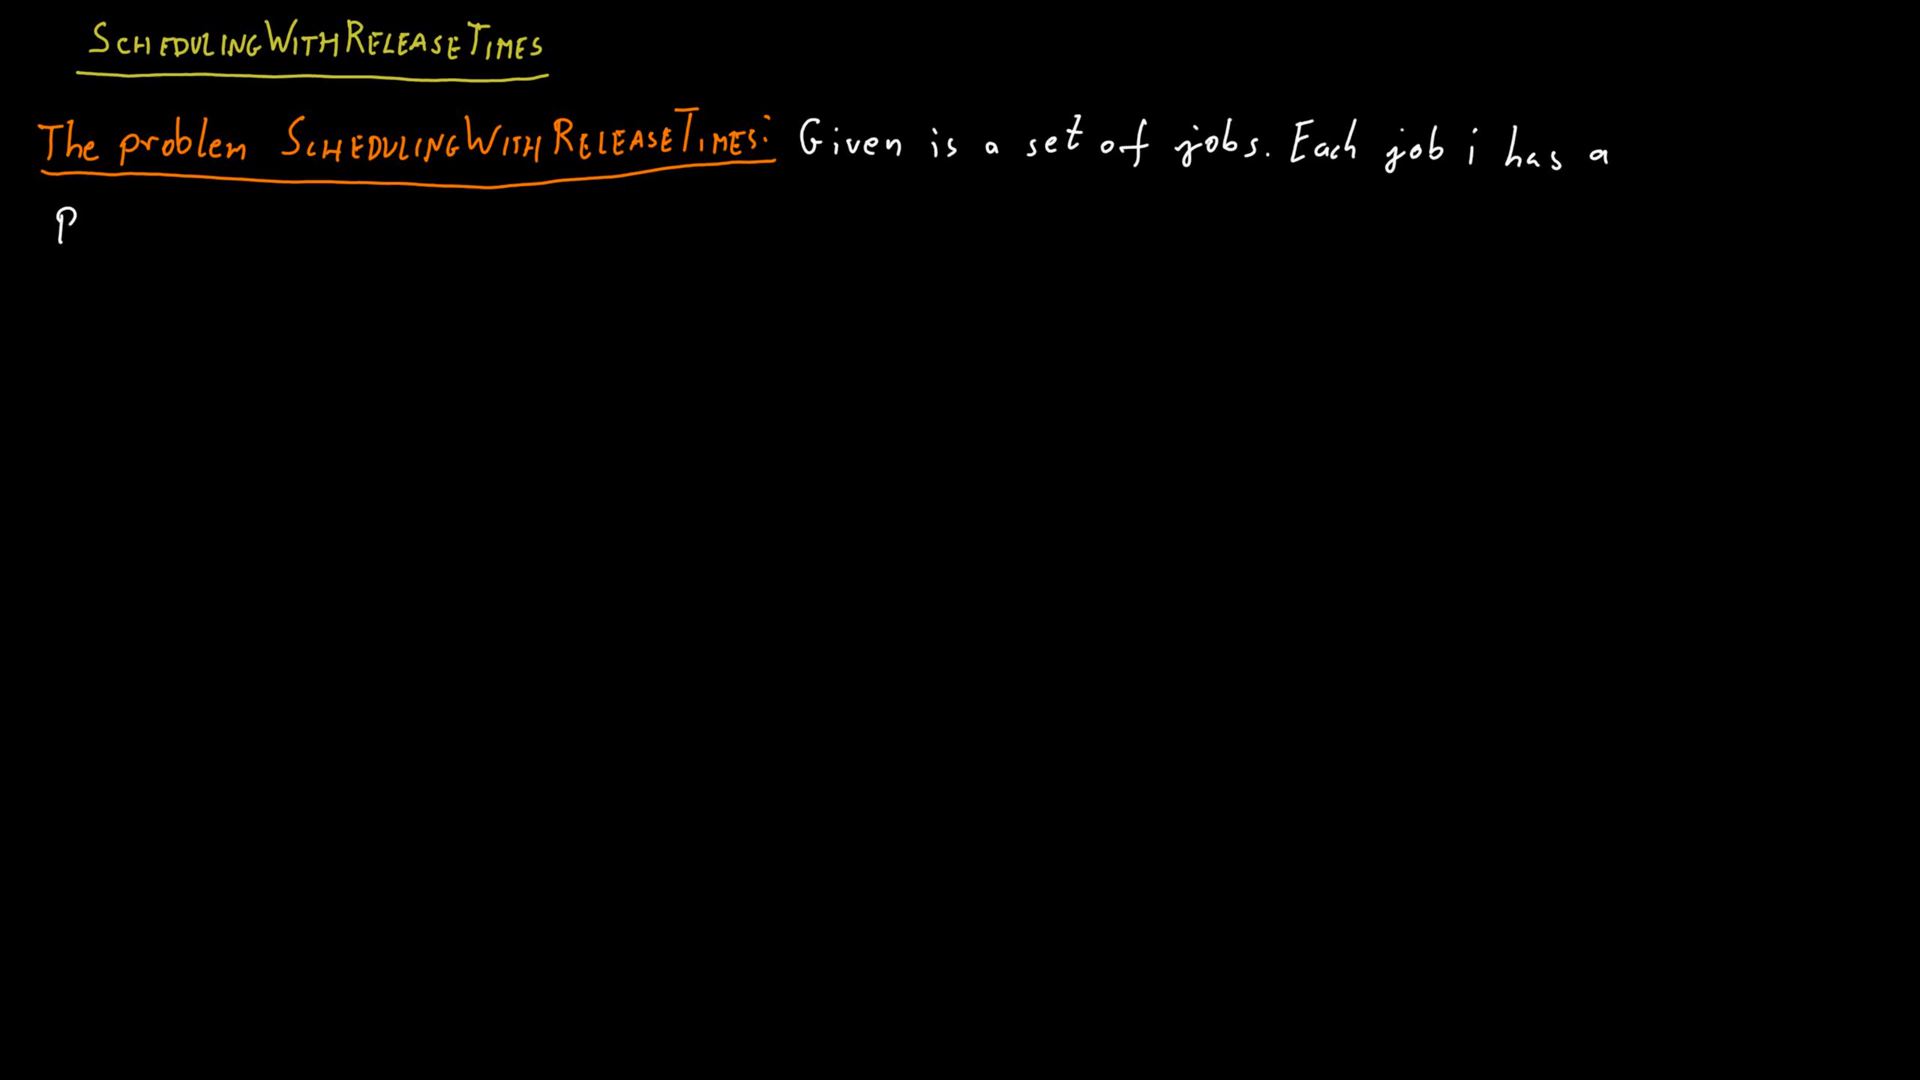 SCHEDULINGWITHRELEASETIMES
The problem SCHEDULINGWITHRELEASETIMES: Given is a set of jobs. Each job i has a
p